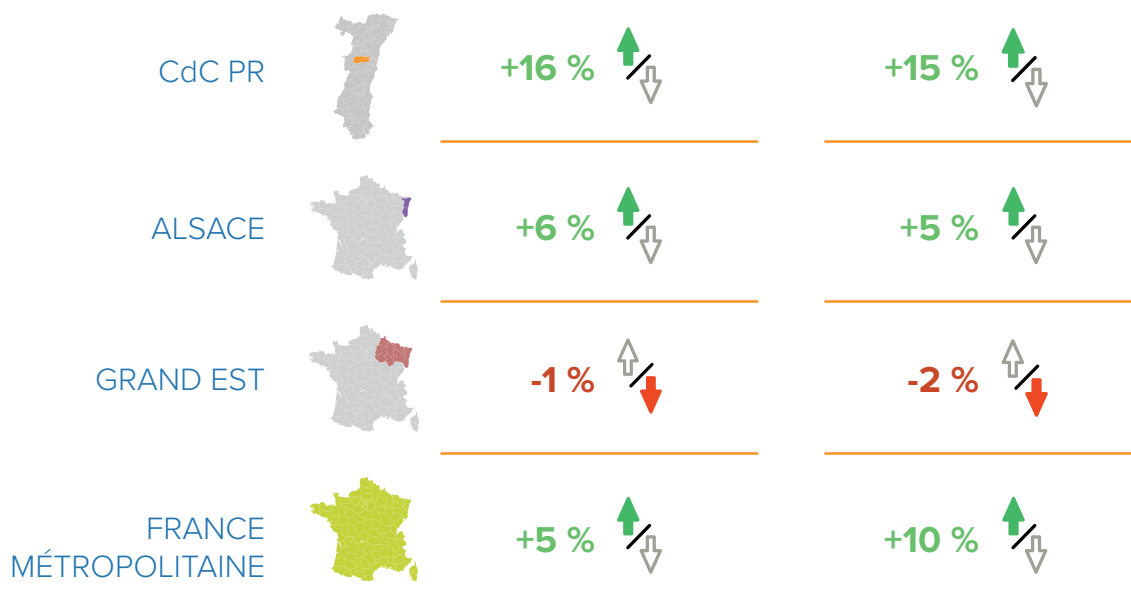 CdC PR
+16 %
+15 %
ALSACE
+6 %
+5 %
GRAND EST
-1 %
-2 %
FRANCE
MÉTROPOLITAINE
+5 %
+10 %